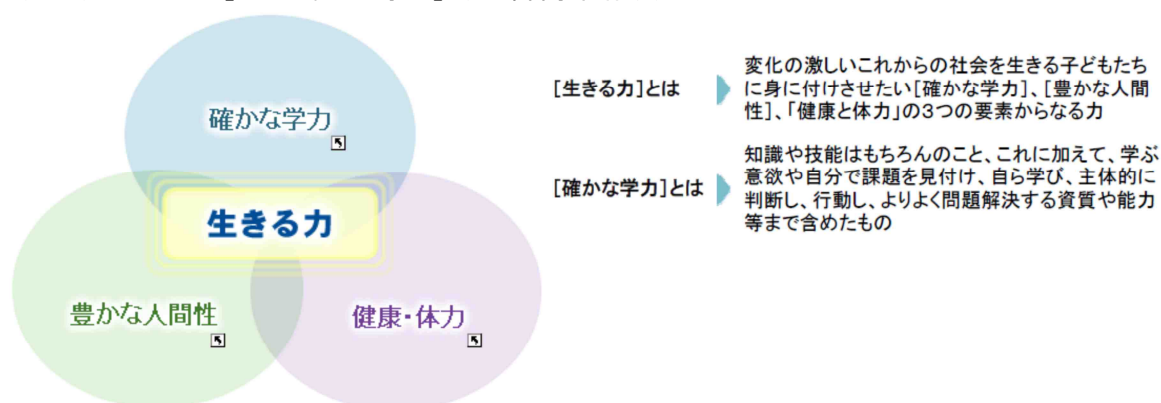 確かな学力
生きる力
豊かな人間性
健康・体力
[生きる力]とは
変化の激しいこれからの社会を生きる子どもたち
に身に付けさせたい[確かな学力]、[豊かな人間
性]、「健康と体力」の3つの要素からなる力
[確かな学力]とは
知識や技能はもちろんのこと、これに加えて、学ぶ
意欲や自分で課題を見付け、自ら学び、主体的に
判断し、行動し、よりよく問題解決する資質や能力
等まで含めたもの